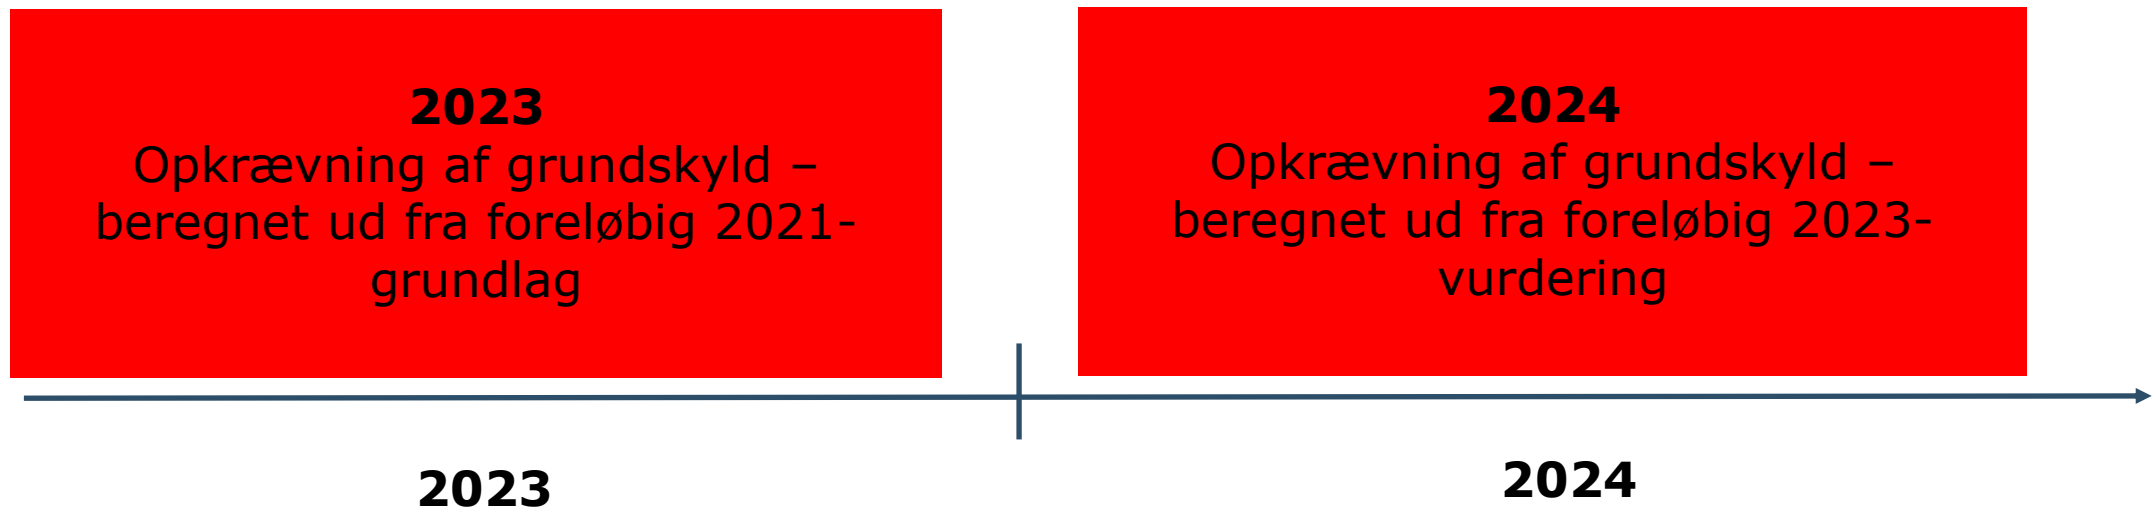 2023
Opkrævning af grundskyld –
beregnet ud fra foreløbig 2021-
grundlag
2024
Opkrævning af grundskyld –
beregnet ud fra foreløbig 2023-
vurdering
2023
2024